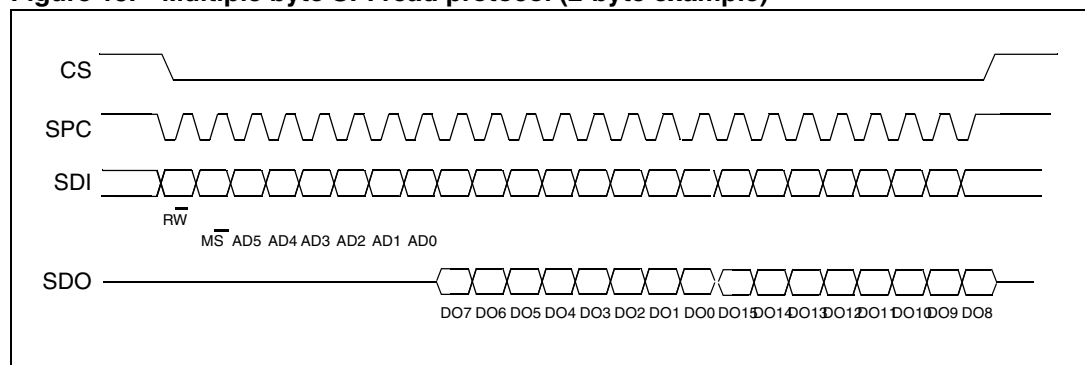 Figure 10. Multiple byte SPI read protocol (2-byte example)
CS
SPC
SDI
RW
MS AD5 AD4 AD3 AD2 AD1 AD0
SDO
DO7 DO6 DO5 DO4 DO3 DO2 DO1 DO0 DO15 DO14 DO13 DO12 DO11 DO10 DO9 DO8